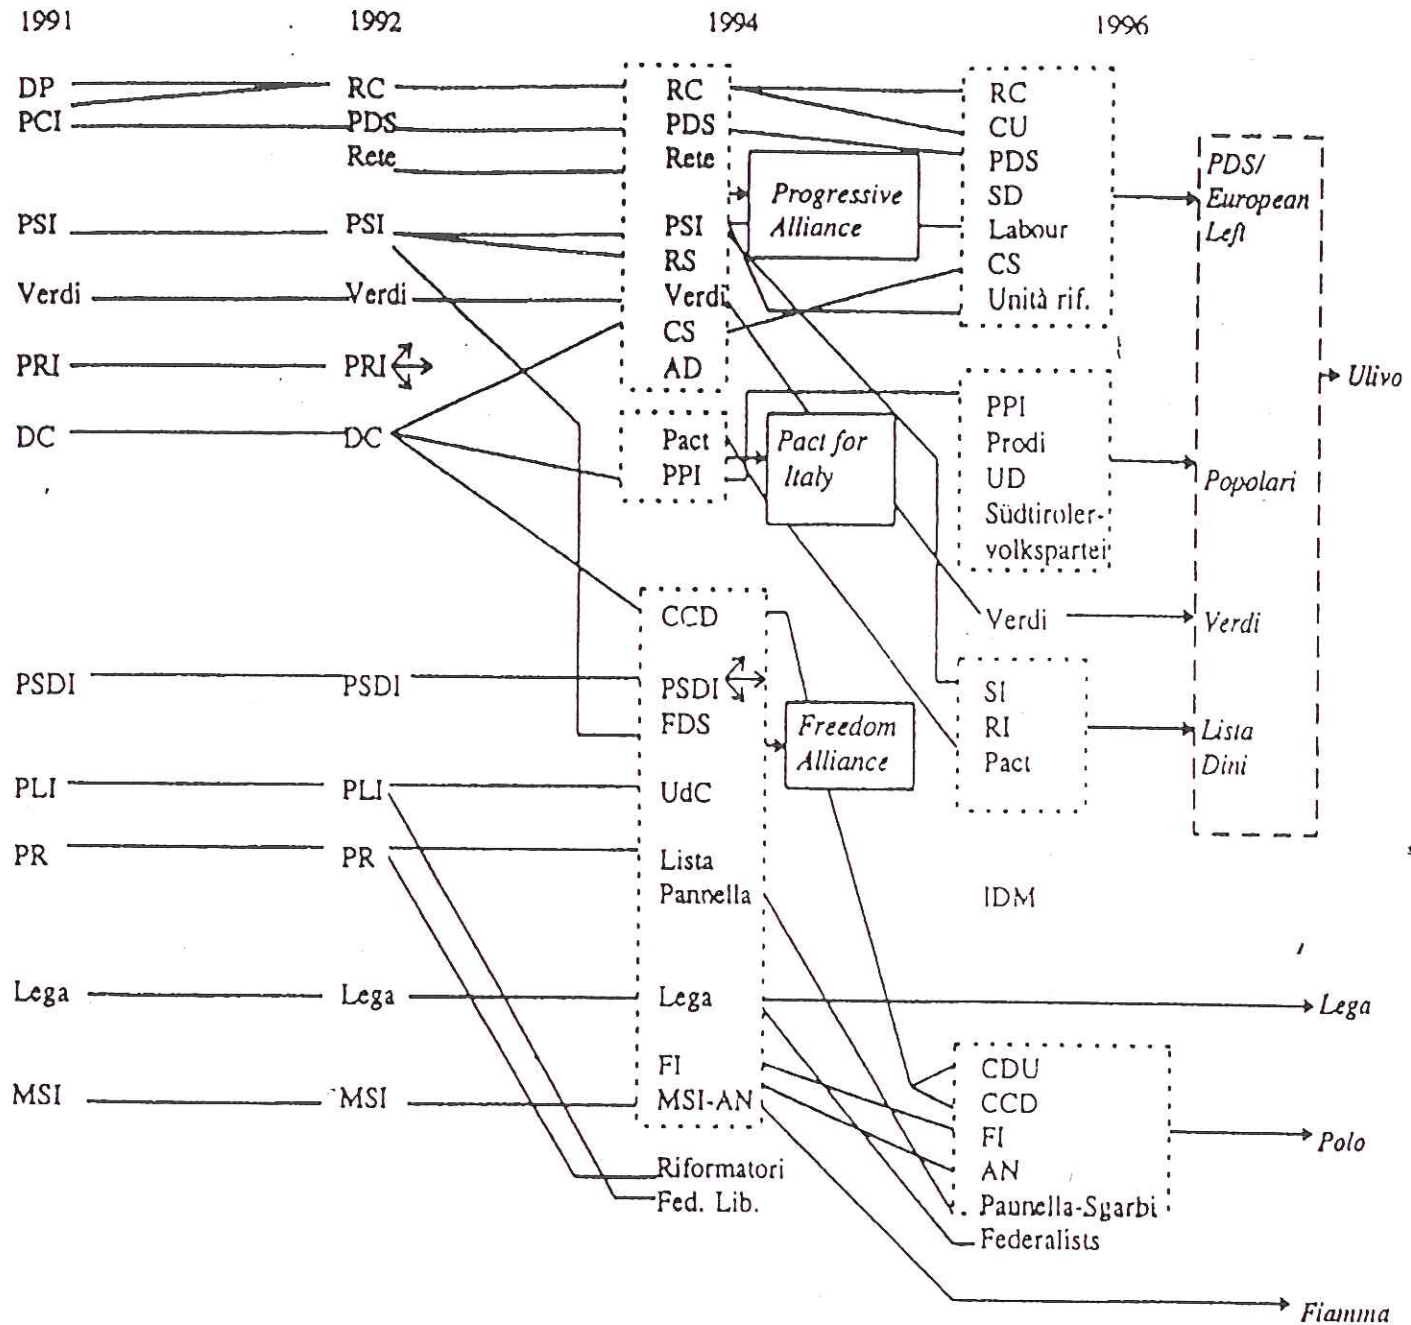 1991 1992 1994 1996
DP RC RC RC
PCI PDS PDS CU
Rete Rete PDS
SD
PSI PSI PSI Labour
RS CS
Verdi Verdi Verdi Unità rif.
CS
PRI PRI AD
Progressive
Alliance
PDS/
European
Left
DC DC Pact PPI
PPI Prodi
UD
Südtiroler-
volkspartei
Pact for
Italy
Popolari
Ulivo
CCD Verdi Verdi
PSDI PSDI PSDI SI
FDS RI
Pact
Freedom
Alliance
Lista
Dini
PLI PLI UdC
PR PR Lista
Pannella IDM
Lega Lega Lega Lega
FI CDU
MSI MSI MSI-AN CCD
FI Polo
AN
Riformatori Paunella-Sgarbi
Fed. Lib. Federalists
Fiamma